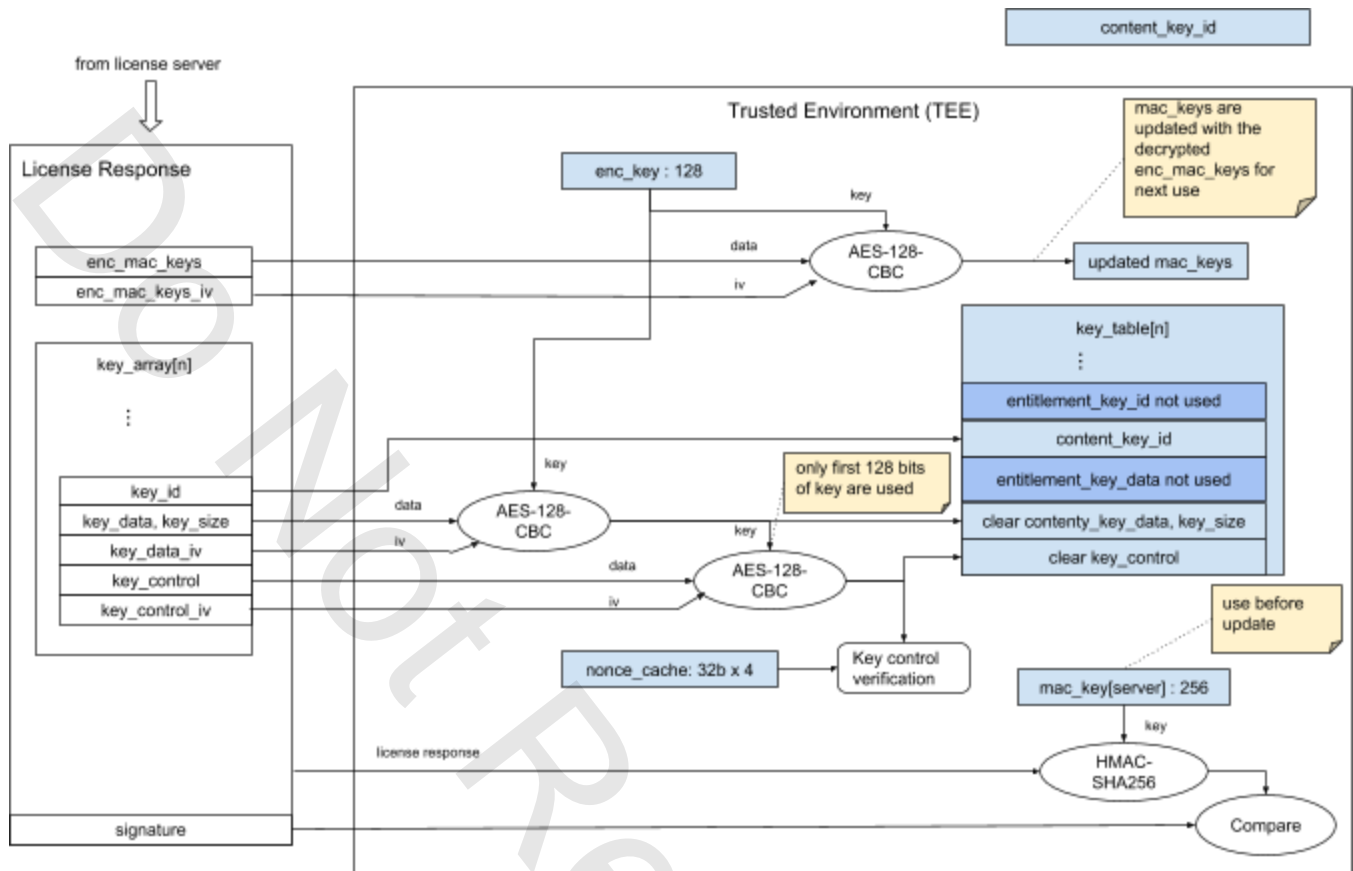 content_key_id
from license server
Trusted Environment (TEE)
mac_keys are
updated with the
decrypted
enc_mac_keys for
next use
License Response
enc_key : 128
key
enc_mac_keys
data
AES-128-
CBC
updated mac_keys
enc_mac_keys_iv
iv
key_array[n]
⋮
key_table[n]
⋮
entitlement_key_id not used
content_key_id
entitlement_key_data not used
clear contenty_key_data, key_size
clear key_control
only first 128 bits
of key are used
key
key_id
key_data, key_size
data
AES-128-
CBC
key_data_iv
iv
key
key_control
data
AES-128-
CBC
key_control_iv
iv
use before
update
nonce_cache: 32b x 4
Key control
verification
mac_key[server] : 256
key
license response
HMAC-
SHA256
signature
Compare
Do Not Re